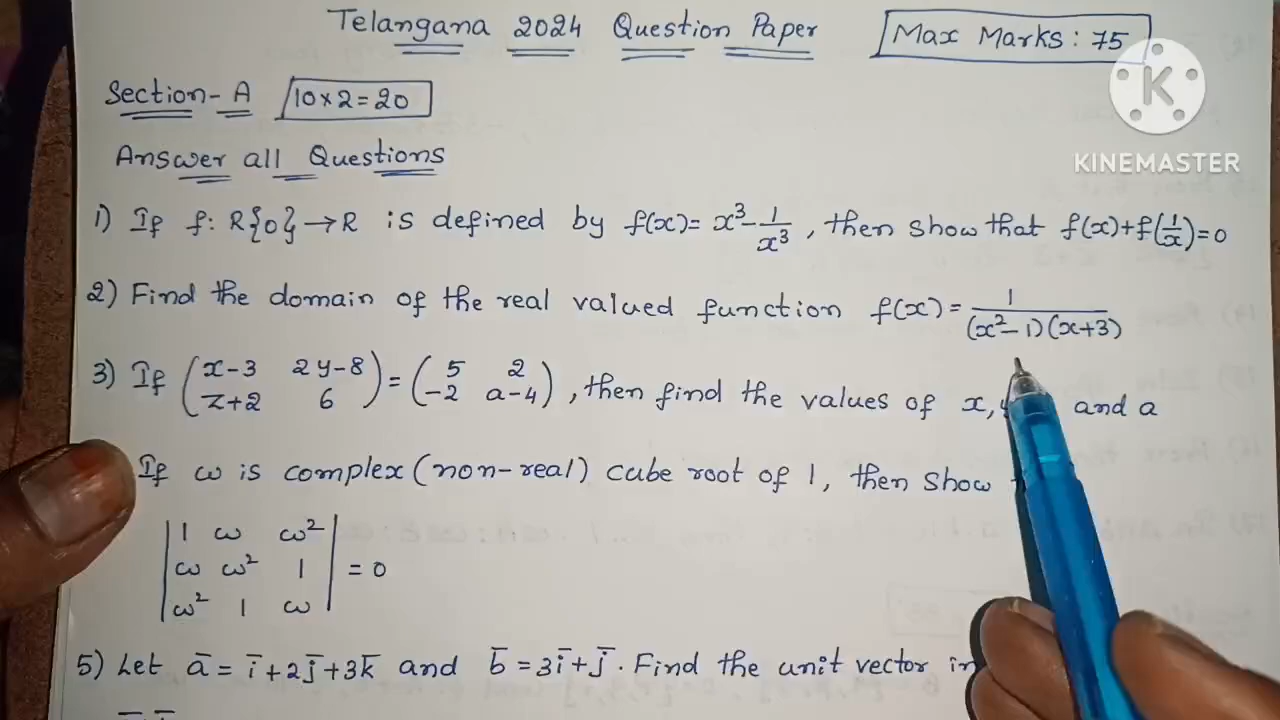 Telangana 2024 Question Paper Max Marks: 75
K
KINEMASTER
Section-A 10×2=20
Answer all Questions
1) If f: R{0}→R is defined by f(x)= x³-1/x³, then show that f(x)+f(1/x)=0
2) Find the domain of the real valued function f(x)= 1/(x²-1)(x+3)
3) If (x-3 2y-8
z+2 6) = (5 2
-2 a-4), then find the values of x, and a
If ω is complex (non-real) cube root of 1, then show
|1 ω ω²|
|ω ω² 1| = 0
|ω² 1 ω|
5) Let a̅ = i̅+2j̅+3k̅ and b̅=3i̅+j̅. Find the unit vector in